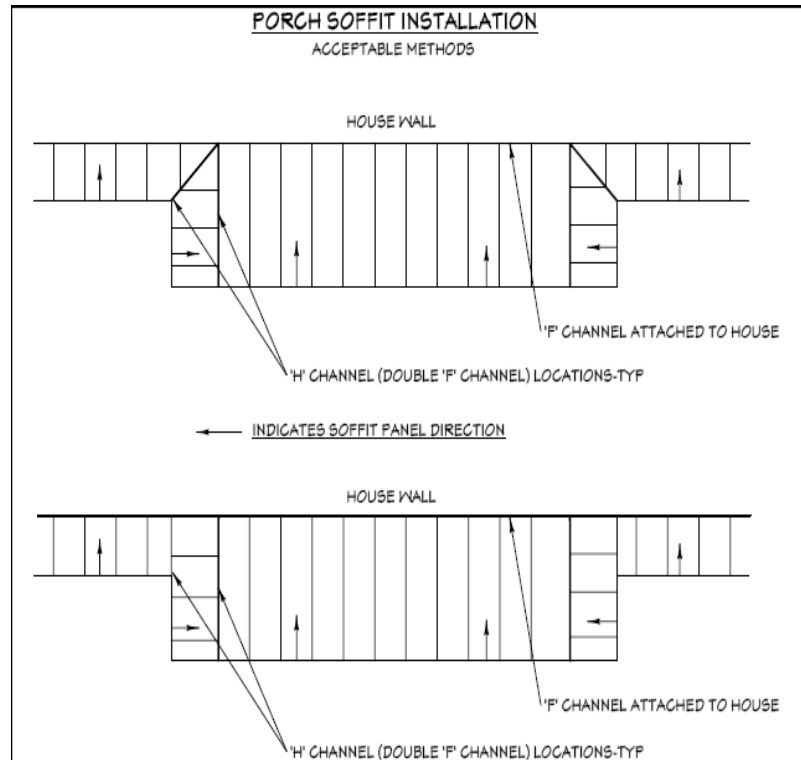 PORCH SOFFIT INSTALLATION
ACCEPTABLE METHODS
HOUSE WALL
'F' CHANNEL ATTACHED TO HOUSE
'H' CHANNEL (DOUBLE 'F' CHANNEL) LOCATIONS-TYP
INDICATES SOFFIT PANEL DIRECTION
HOUSE WALL
'F' CHANNEL ATTACHED TO HOUSE
'H' CHANNEL (DOUBLE 'F' CHANNEL) LOCATIONS-TYP